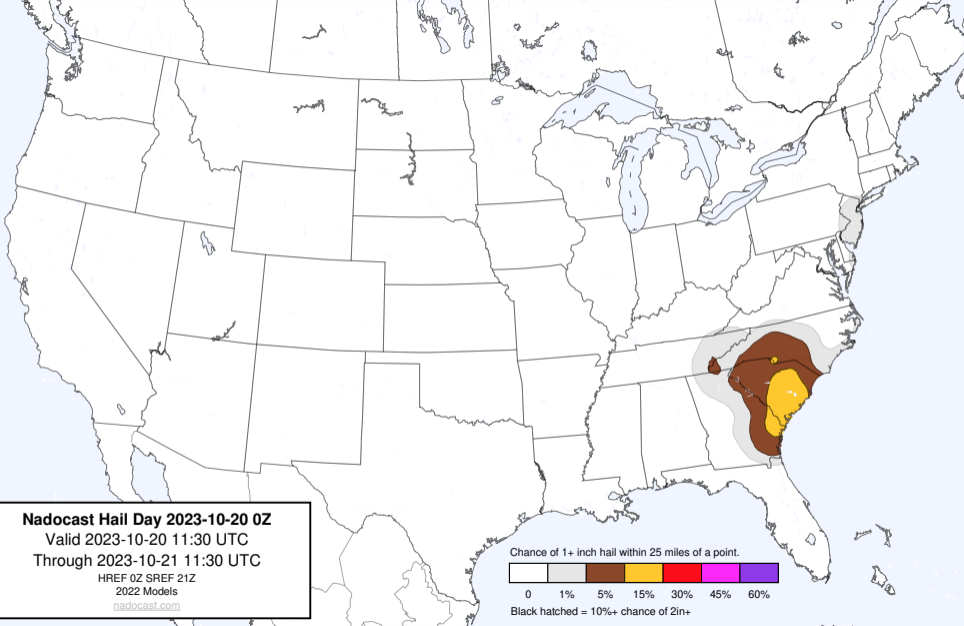 Nadocast Hail Day 2023-10-20 0Z
Valid 2023-10-20 11:30 UTC
Through 2023-10-21 11:30 UTC
HREF 0Z SREF 21Z
2022 Models
nadocast.com
Chance of 1+ inch hail within 25 miles of a point.
0 1% 5% 15% 30% 45% 60%
Black hatched = 10%+ chance of 2in+